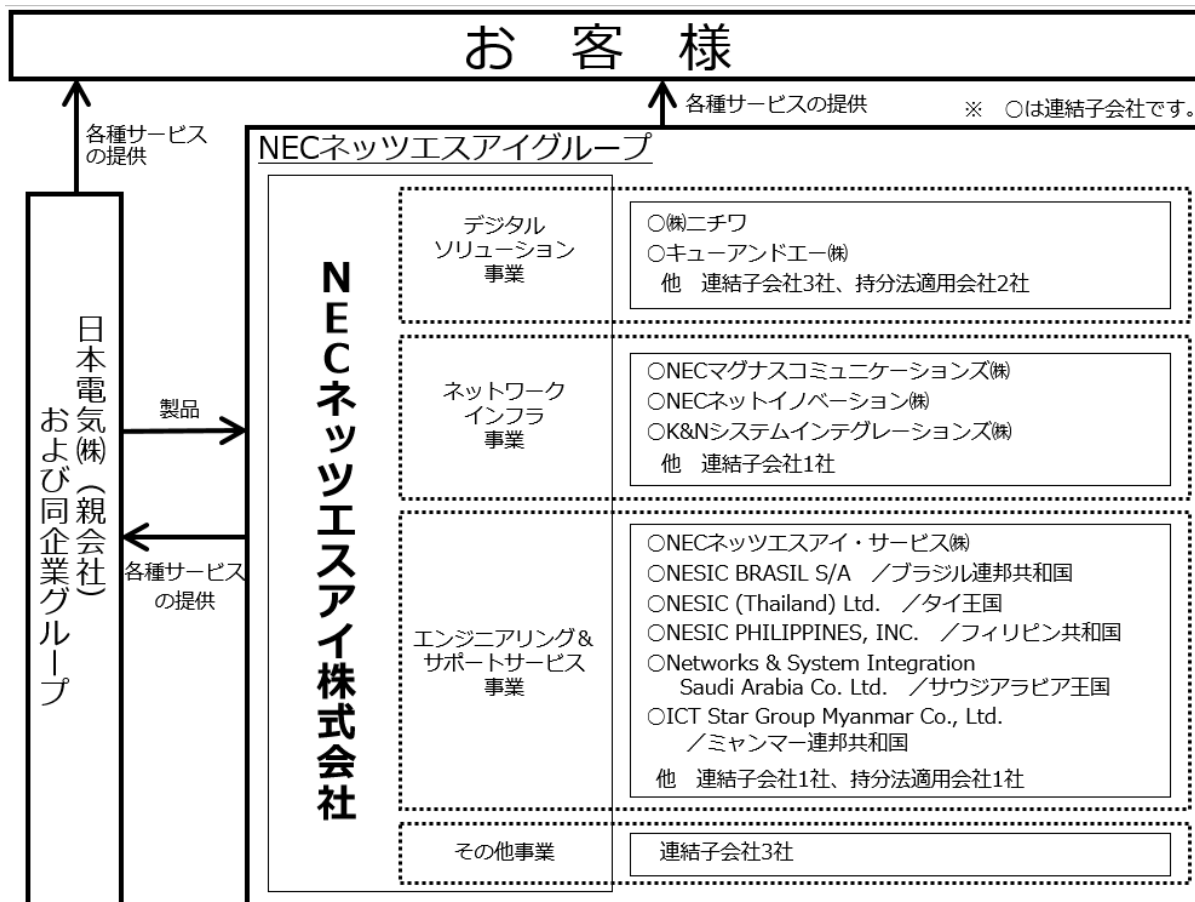 お 客 様
各種サービス
の提供
各種サービスの提供
※ ○は連結子会社です。
NECネッツエスアイグループ
日本電気㈱(親会社)
および同企業グループ
製品
各種サービス
の提供
NECネッツエスアイ株式会社
デジタル
ソリューション
事業
○㈱ニチワ
○キューアンドエー㈱
他 連結子会社3社、持分法適用会社2社
ネットワーク
インフラ
事業
○NECマグナスコミュニケーションズ㈱
○NECネットイノベーション㈱
○K&Nシステムインテグレーションズ㈱
他 連結子会社1社
エンジニアリング&
サポートサービス
事業
○NECネッツエスアイ・サービス㈱
○NESIC BRASIL S/A /ブラジル連邦共和国
○NESIC (Thailand) Ltd. /タイ王国
○NESIC PHILIPPINES, INC. /フィリピン共和国
○Networks & System Integration
Saudi Arabia Co. Ltd. /サウジアラビア王国
○ICT Star Group Myanmar Co., Ltd.
/ミャンマー連邦共和国
他 連結子会社1社、持分法適用会社1社
その他事業
連結子会社3社